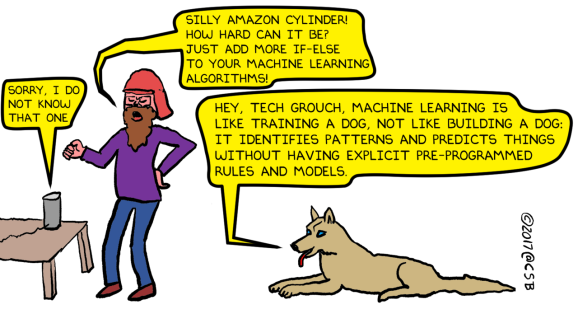 SILLY AMAZON CYLINDER!
HOW HARD CAN IT BE?
JUST ADD MORE IF-ELSE
TO YOUR MACHINE LEARNING
ALGORITHMS!
SORRY, I DO
NOT KNOW
THAT ONE
HEY, TECH GROUCH, MACHINE LEARNING IS
LIKE TRAINING A DOG, NOT LIKE BUILDING A DOG:
IT IDENTIFIES PATTERNS AND PREDICTS THINGS
WITHOUT HAVING EXPLICIT PRE-PROGRAMMED
RULES AND MODELS.
©2017@CSB